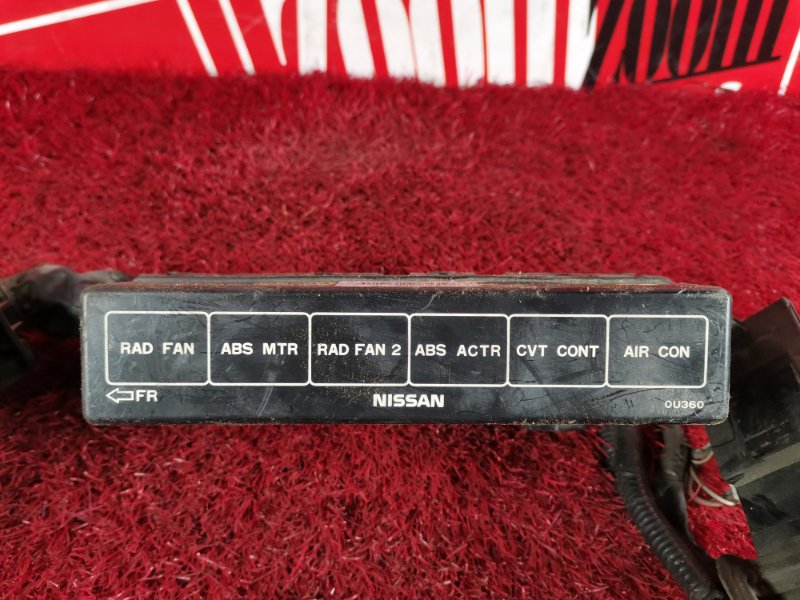 RAD FAN ABS MTR RAD FAN 2 ABS ACTR CVT CONT AIR CON
FR NISSAN 0U360